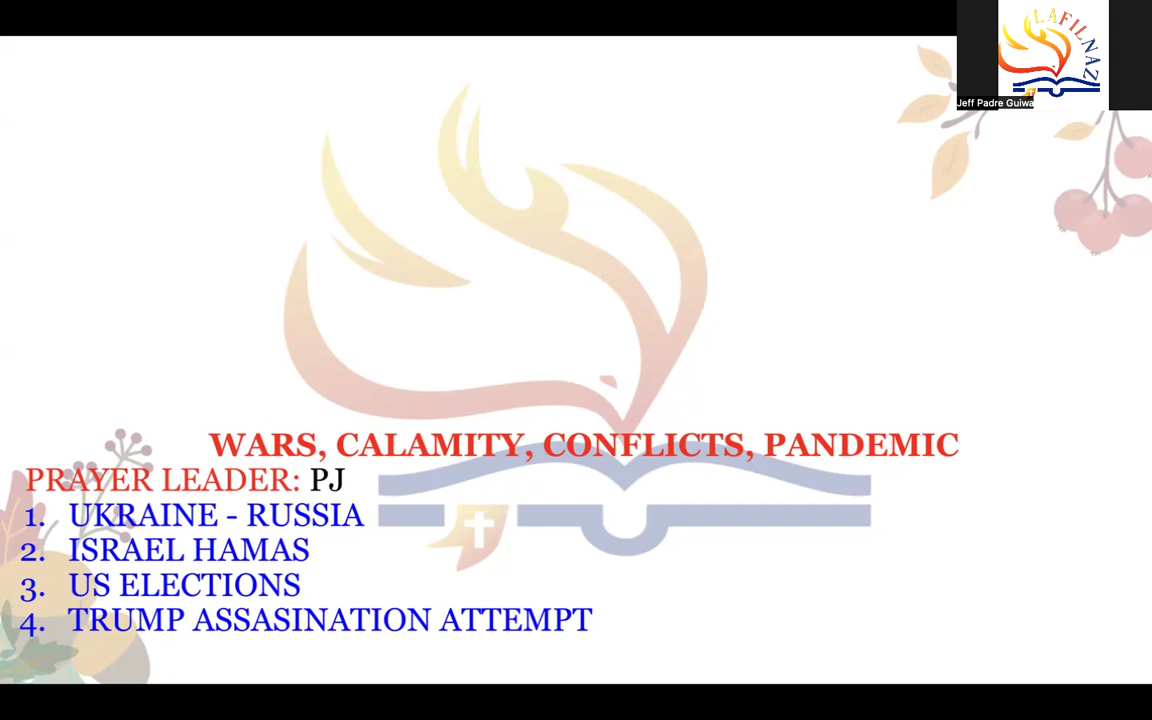 LAFILNAZ
Jeff Padre Guiwa
WARS, CALAMITY, CONFLICTS, PANDEMIC
PRAYER LEADER: PJ
1. UKRAINE - RUSSIA
2. ISRAEL HAMAS
3. US ELECTIONS
4. TRUMP ASSASINATION ATTEMPT